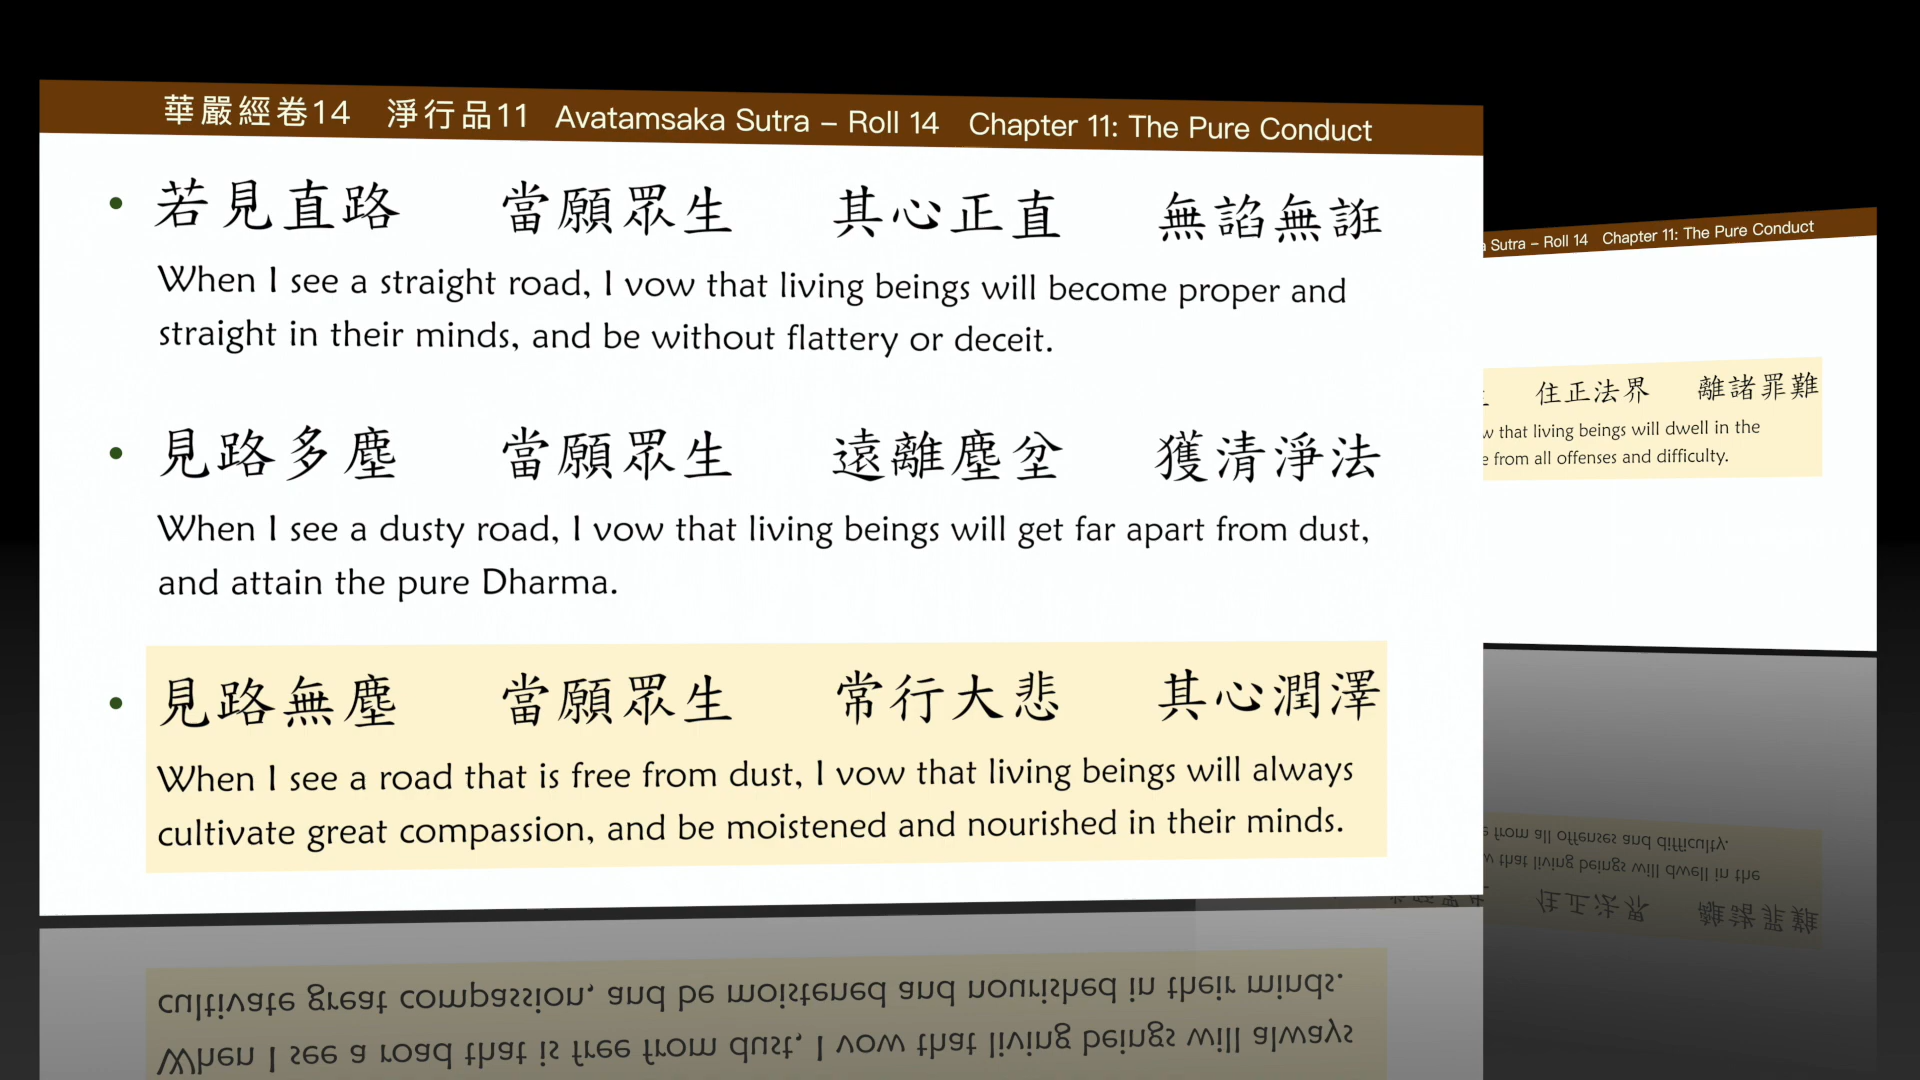 華嚴經卷14 淨行品11 Avatamsaka Sutra – Roll 14 Chapter 11: The Pure Conduct
• 若見直路 當願眾生 其心正直 無諂無誑
When I see a straight road, I vow that living beings will become proper and
straight in their minds, and be without flattery or deceit.
• 見路多塵 當願眾生 遠離塵坌 獲清淨法
When I see a dusty road, I vow that living beings will get far apart from dust,
and attain the pure Dharma.
• 見路無塵 當願眾生 常行大悲 其心潤澤
When I see a road that is free from dust, I vow that living beings will always
cultivate great compassion, and be moistened and nourished in their minds.
Sutra – Roll 14 Chapter 11: The Pure Conduct
住正法界 離諸罪難
that living beings will dwell in the
from all offenses and difficulty.